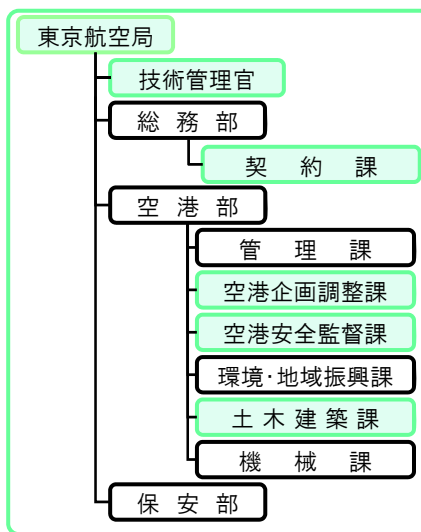 東京航空局
技術管理官
総務部
契約課
空港部
管理課
空港企画調整課
空港安全監督課
環境・地域振興課
土木建築課
機械課
保安部